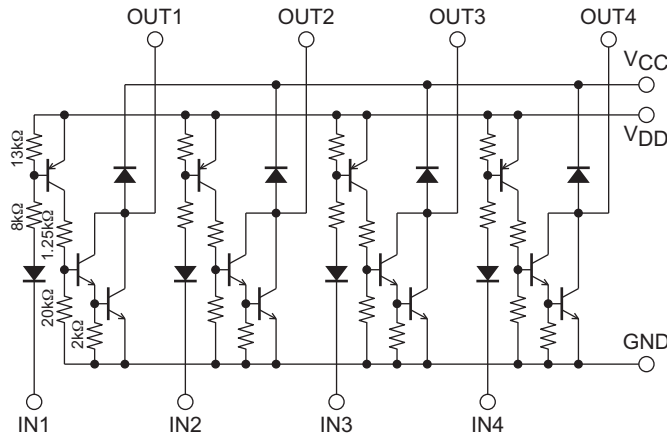 OUT1
OUT2
OUT3
OUT4
VCC
VDD
13kΩ
8kΩ
1.25kΩ
20kΩ
2kΩ
GND
IN1
IN2
IN3
IN4